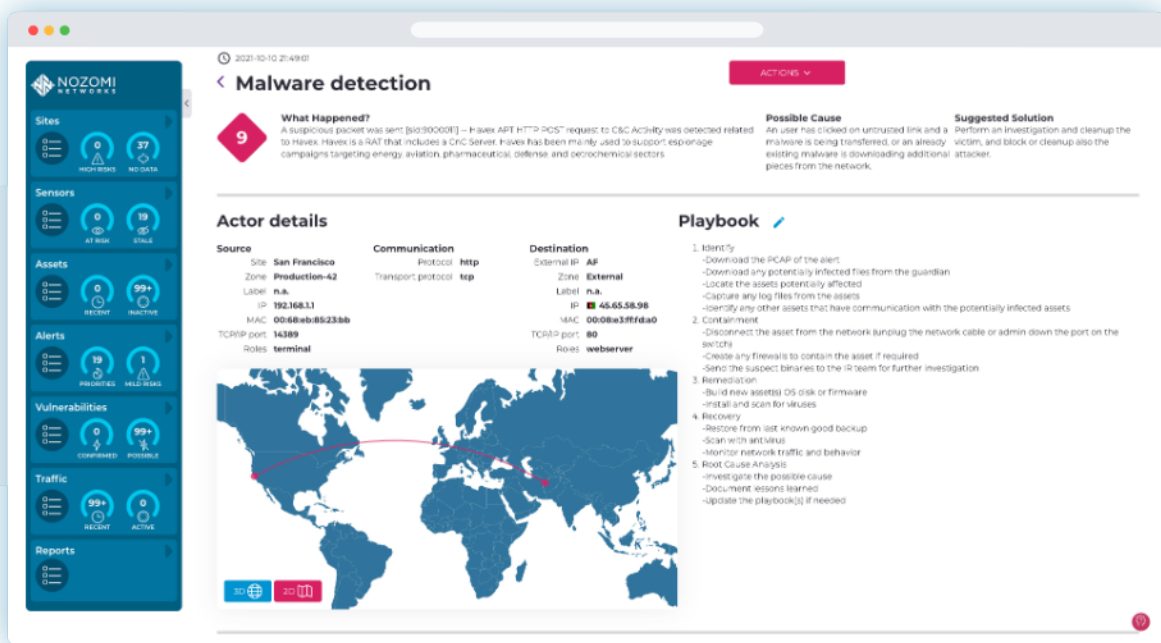 2021-10-10 21:49:01
Malware detection
ACTIONS
9
What Happened?
A suspicious packet was sent [sid:9000011] – Havex APT HTTP POST request to C&C Activity was detected related
to Havex. Havex is a RAT that includes a CnC Server. Havex has been mainly used to support espionage
campaigns targeting energy, aviation, pharmaceutical, defense, and petrochemical sectors
Possible Cause
An user has clicked on untrusted link and a
malware is being transferred, or an already
existing malware is downloading additional
pieces from the network.
Suggested Solution
Perform an investigation and cleanup the
victim, and block or cleanup also the
attacker.
NOZOMI
NETWORKS
Sites
0
HIGH RISKS
37
NO DATA
Sensors
0
AT RISK
19
STALE
Assets
0
RECENT
99+
INACTIVE
Alerts
19
PRIORITIES
1
MILD RISKS
Vulnerabilities
0
CONFIRMED
99+
POSSIBLE
Traffic
99+
RECENT
0
ACTIVE
Reports
Actor details
Source
Site San Francisco
Zone Production-42
Label n.a.
IP 192.168.1.1
MAC 00:68:eb:85:23:bb
TCP/IP port 14389
Roles terminal
Communication
Protocol http
Transport protocol tcp
Destination
External IP AF
Zone External
Label n.a.
IP 45.65.58.98
MAC 00:08:e3:ff:fd:a0
TCP/IP port 80
Roles webserver
3D
2D
Playbook
1. Identify
-Download the PCAP of the alert
-Download any potentially infected files from the guardian
-Locate the assets potentially affected
-Capture any log files from the assets
-Identify any other assets that have communication with the potentially infected assets
2. Containment
-Disconnect the asset from the network (unplug the network cable or admin down the port on the
switch)
-Create any firewalls to contain the asset if required
-Send the suspect binaries to the IR team for further investigation
3. Remediation
-Build new asset(s) OS disk or firmware
-Install and scan for viruses
4. Recovery
-Restore from last known good backup
-Scan with antivirus
-Monitor network traffic and behavior
5. Root Cause Analysis
-Investigate the possible cause
-Document lessons learned
-Update the playbook(s) if needed